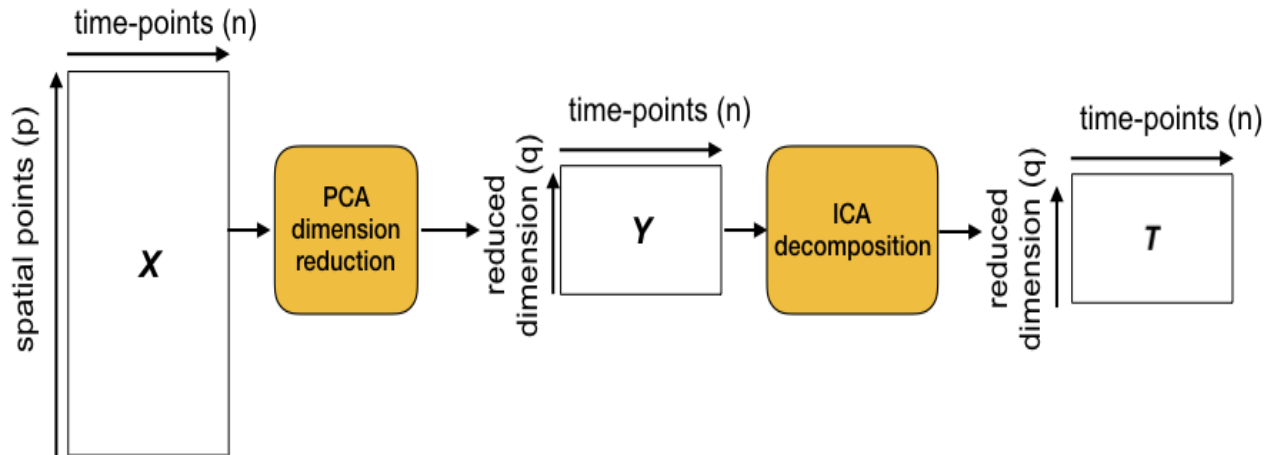 time-points (n)
spatial points (p)
X
PCA
dimension
reduction
time-points (n)
reduced
dimension (q)
Y
ICA
decomposition
time-points (n)
reduced
dimension (q)
T